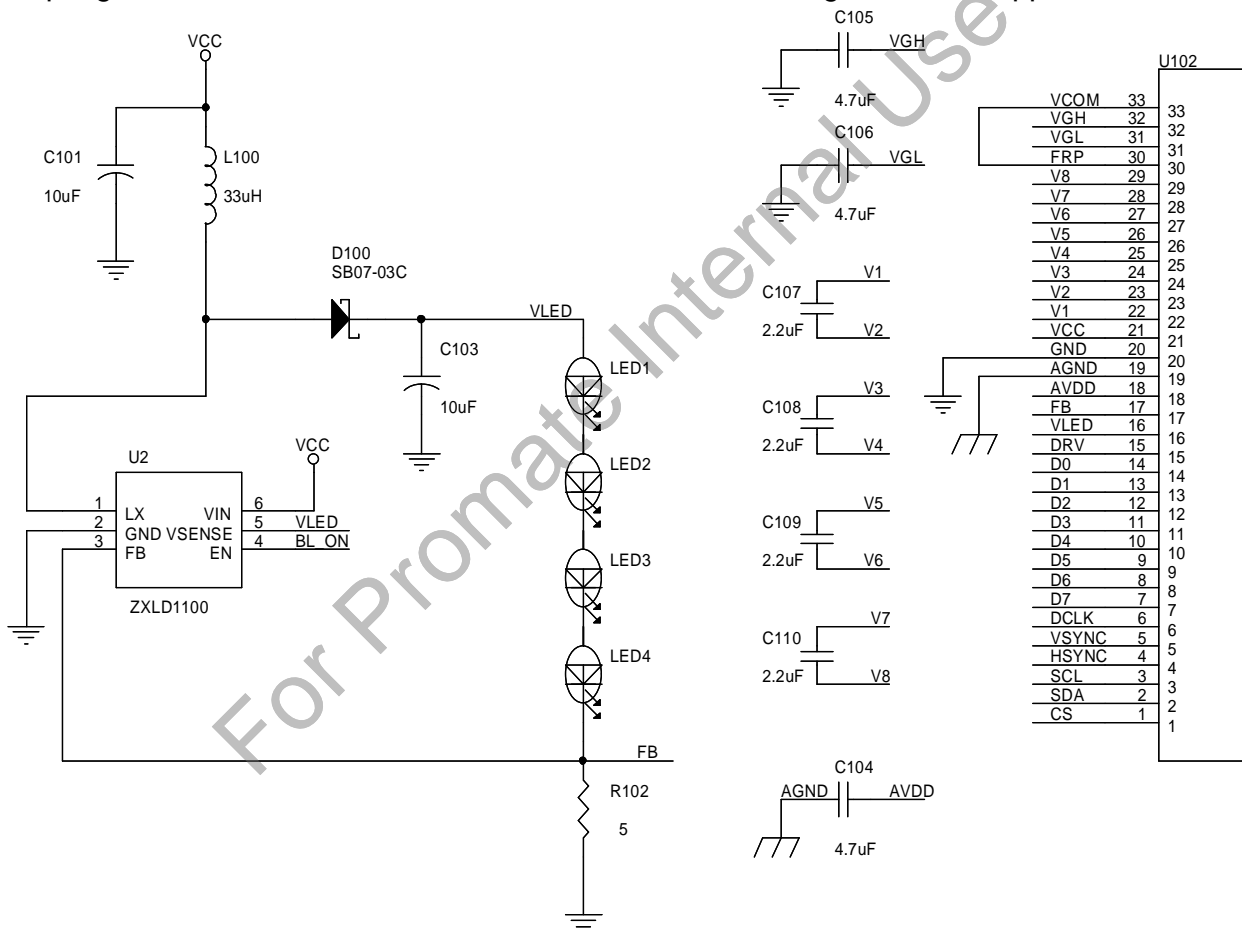 VCC
C101
10uF
L100
33uH
D100
SB07-03C
VLED
C103
10uF
LED1
LED2
LED3
LED4
VCC
U2
1 LX VIN 6
2 GND VSENSE 5 VLED
3 FB EN 4 BL_ON
ZXLD1100
FB
R102
5
C105
VGH
4.7uF
C106
VGL
4.7uF
C107
2.2uF
V1
V2
C108
2.2uF
V3
V4
C109
2.2uF
V5
V6
C110
2.2uF
V7
V8
C104
AGND AVDD
4.7uF
U102
VCOM 33 33
VGH 32 32
VGL 31 31
FRP 30 30
V8 29 29
V7 28 28
V6 27 27
V5 26 26
V4 25 25
V3 24 24
V2 23 23
V1 22 22
VCC 21 21
GND 20 20
AGND 19 19
AVDD 18 18
FB 17 17
VLED 16 16
DRV 15 15
D0 14 14
D1 13 13
D2 12 12
D3 11 11
D4 10 10
D5 9 9
D6 8 8
D7 7 7
DCLK 6 6
VSYNC 5 5
HSYNC 4 4
SCL 3 3
SDA 2 2
CS 1 1
For Promate Internal Use